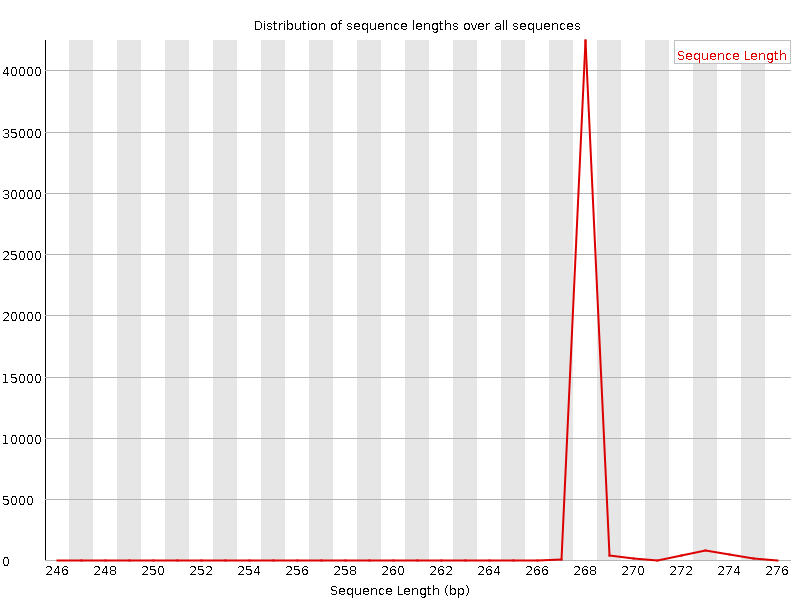 Distribution of sequence lengths over all sequences
Sequence Length
40000
35000
30000
25000
20000
15000
10000
5000
0
246 248 250 252 254 256 258 260 262 264 266 268 270 272 274 276
Sequence Length (bp)